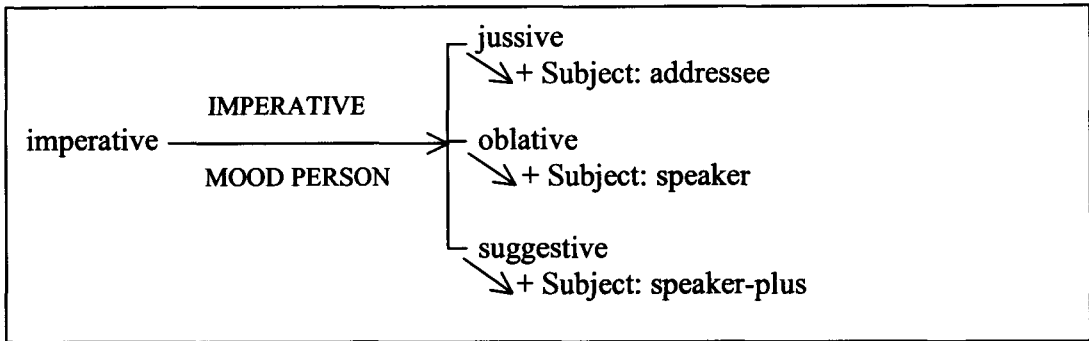 jussive
+ Subject: addressee
IMPERATIVE
imperative
oblative
MOOD PERSON
+ Subject: speaker
suggestive
+ Subject: speaker-plus